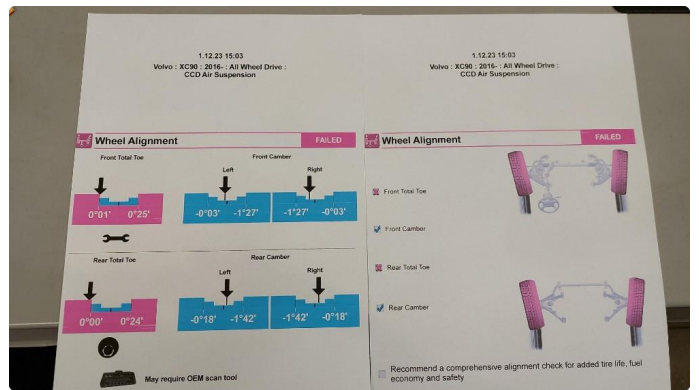 1.12.23 15:03
Volvo : XC90 : 2016- : All Wheel Drive :
CCD Air Suspension
Wheel Alignment FAILED
Front Total Toe Front Camber
Left Right
0°01' 0°25' -0°03' -1°27' -1°27' -0°03'
Rear Total Toe Rear Camber
Left Right
0°00' 0°24' -0°18' -1°42' -1°42' -0°18'
May require OEM scan tool
1.12.23 15:03
Volvo : XC90 : 2016- : All Wheel Drive :
CCD Air Suspension
Wheel Alignment FAILED
Front Total Toe
Front Camber
Rear Total Toe
Rear Camber
Recommend a comprehensive alignment check for added tire life, fuel
economy and safety